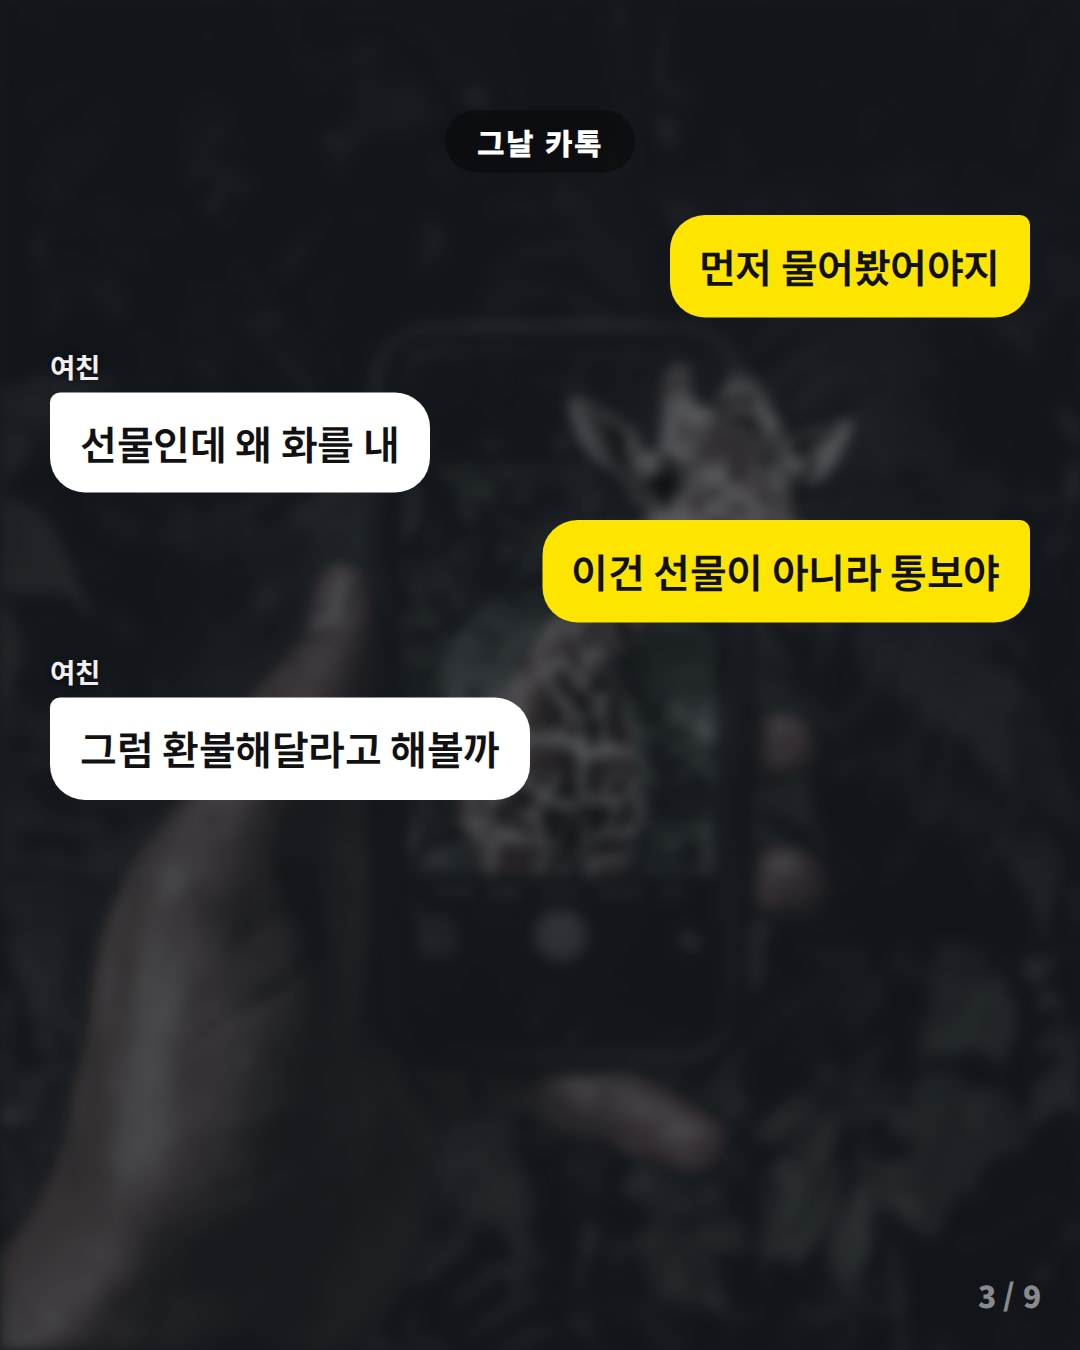 그날 카톡
먼저 물어봤어야지
여친
선물인데 왜 화를 내
이건 선물이 아니라 통보야
여친
그럼 환불해달라고 해볼까
3 / 9